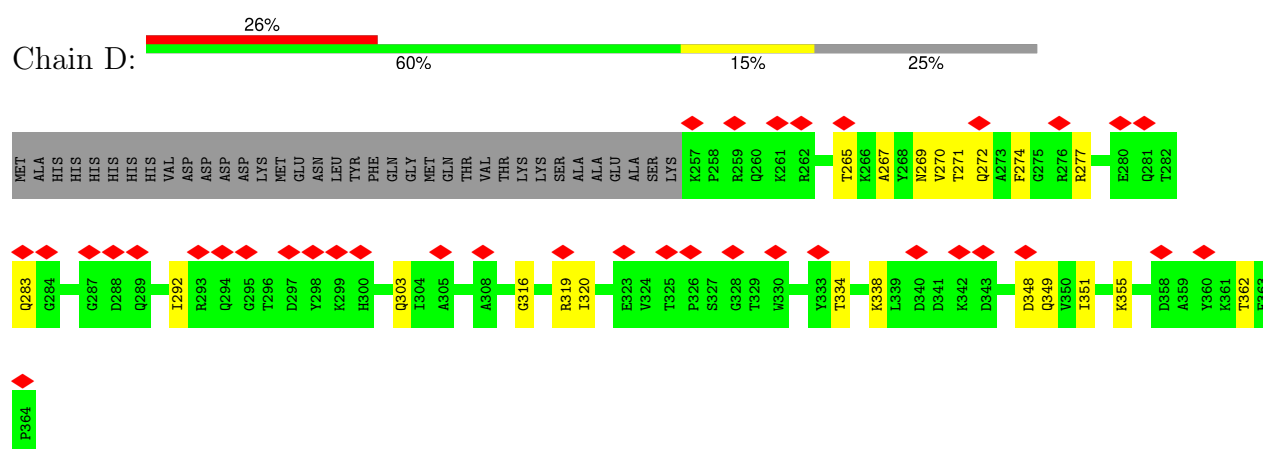 26%
Chain D:
60% 15% 25%
MET ALA HIS HIS HIS HIS HIS HIS VAL ASP ASP ASP ASP LYS MET GLU ASN LEU TYR PHE GLN GLY MET GLN THR VAL THR LYS LYS SER ALA ALA GLU ALA SER LYS K257 P258 R259 Q260 K261 R262 T265 K266 A267 Y268 N269 V270 T271 Q272 A273 F274 G275 R276 R277 E280 Q281 T282
Q283 G284 G287 D288 Q289 I292 R293 Q294 G295 T296 D297 Y298 K299 H300 Q303 I304 A305 A308 G316 R319 I320 E323 V324 T325 P326 S327 G328 T329 W330 Y333 T334 K338 L339 D340 D341 K342 D343 D348 Q349 V350 I351 K355 D358 A359 Y360 K361 T362
P364